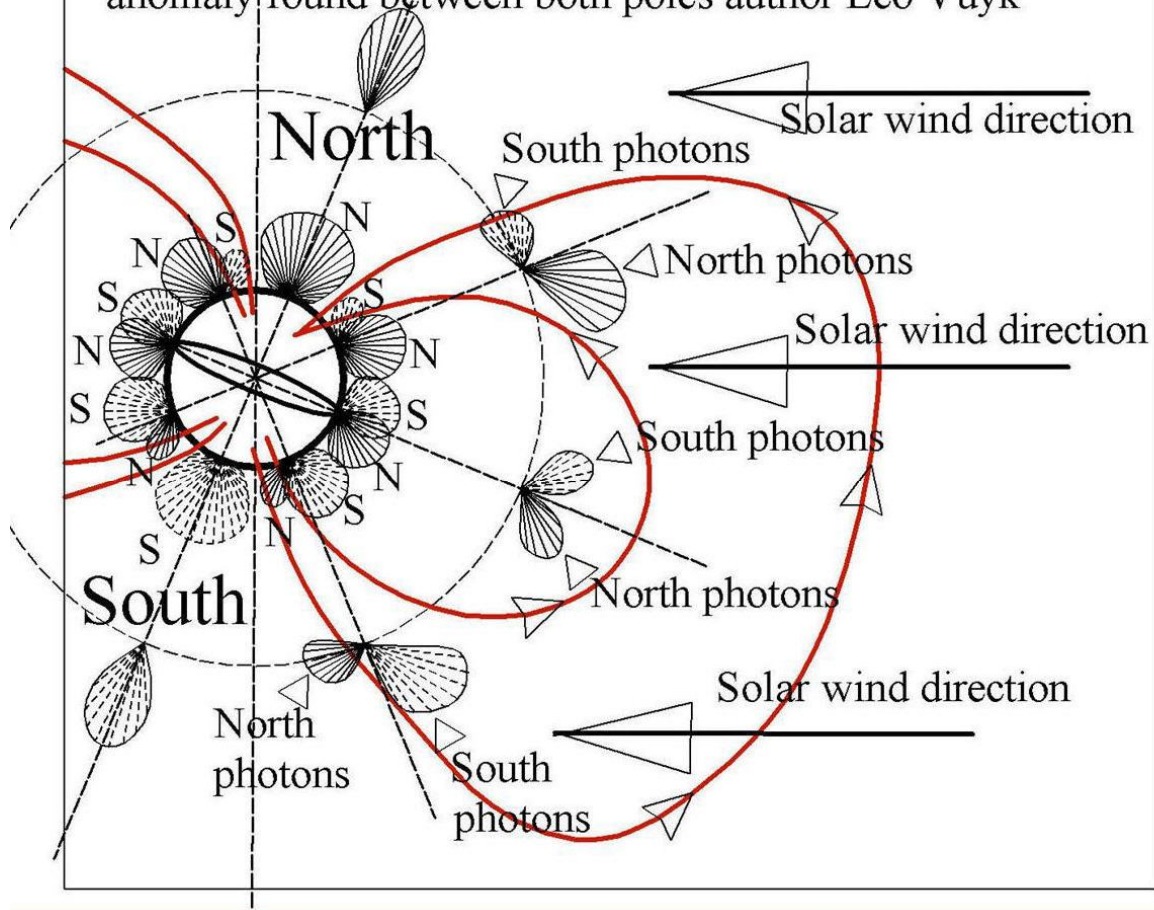 anomaly found between both poles author Leo Vuyk
North
Solar wind direction
South photons
N
S
N
North photons
S
S
Solar wind direction
N
N
S
S
South photons
N
N
S
N
S
North photons
South
Solar wind direction
North
photons
South
photons